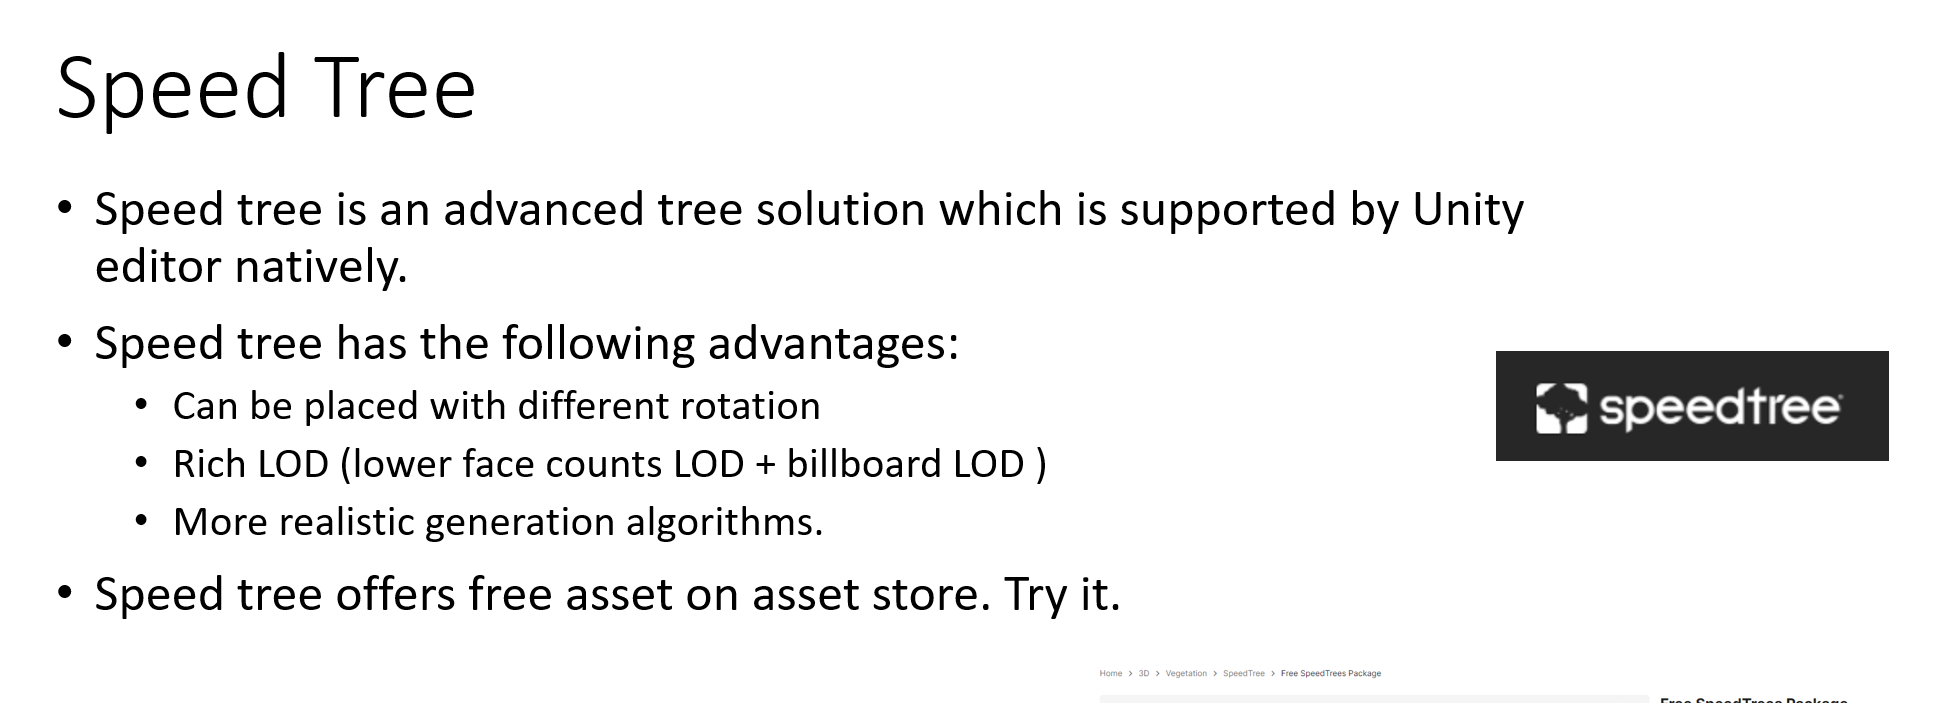 Speed Tree
• Speed tree is an advanced tree solution which is supported by Unity
editor natively.
• Speed tree has the following advantages:
• Can be placed with different rotation
• Rich LOD (lower face counts LOD + billboard LOD )
• More realistic generation algorithms.
speedtree
• Speed tree offers free asset on asset store. Try it.
Home > 3D > Vegetation > SpeedTree > Free SpeedTrees Package
Free SpeedTrees Package